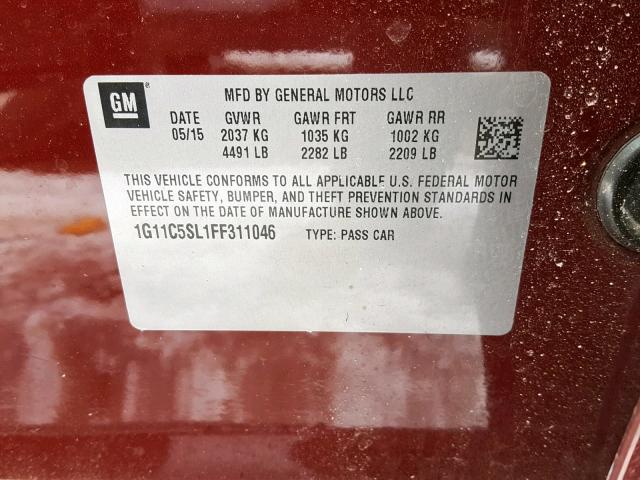 GM
MFD BY GENERAL MOTORS LLC
DATE GVWR GAWR FRT GAWR RR
05/15 2037 KG 1035 KG 1002 KG
4491 LB 2282 LB 2209 LB
THIS VEHICLE CONFORMS TO ALL APPLICABLE U.S. FEDERAL MOTOR
VEHICLE SAFETY, BUMPER, AND THEFT PREVENTION STANDARDS IN
EFFECT ON THE DATE OF MANUFACTURE SHOWN ABOVE.
1G11C5SL1FF311046 TYPE: PASS CAR